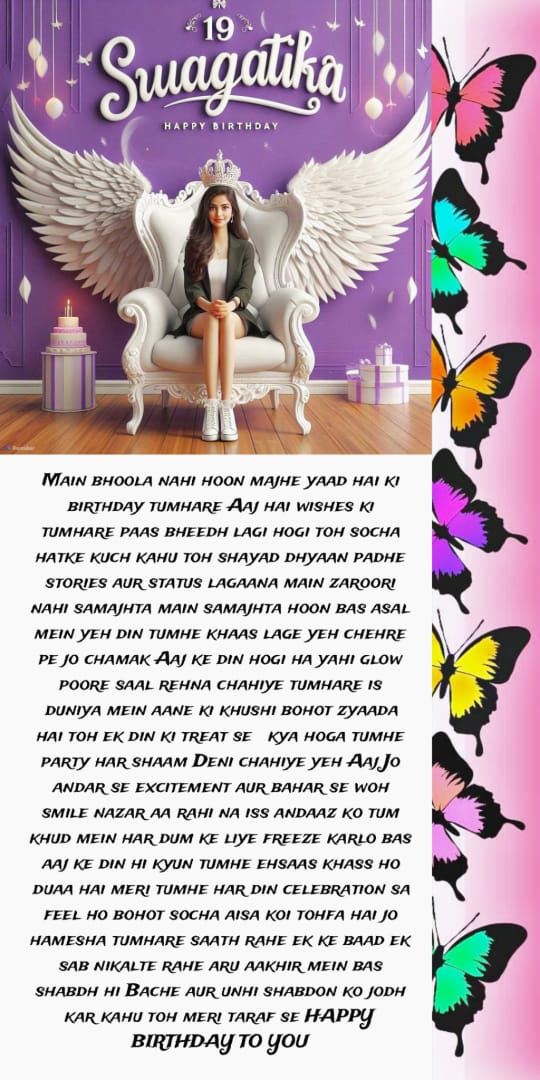 19
Swagatika
HAPPY BIRTHDAY
Main bhoola nahi hoon majhe yaad hai ki
birthday tumhare Aaj hai wishes ki
tumhare paas bheedh lagi hogi toh socha
hatke kuch kahu toh shayad dhyaan padhe
stories aur status lagaana main zaroori
nahi samajhta main samajhta hoon bas asal
mein yeh din tumhe khaas lage yeh chehre
pe jo chamak Aaj ke din hogi ha yahi glow
poore saal rehna chahiye tumhare is
duniya mein aane ki khushi bohot zyaada
hai toh ek din ki treat se kya hoga tumhe
party har shaam Deni chahiye yeh Aaj Jo
andar se excitement aur bahar se woh
smile nazar aa rahi na iss andaaz ko tum
khud mein har dum ke liye freeze karlo bas
aaj ke din hi kyun tumhe ehsaas khass ho
duaa hai meri tumhe har din celebration sa
feel ho bohot socha aisa koi tohfa hai jo
hamesha tumhare saath rahe ek ke baad ek
sab nikalte rahe aru aakhir mein bas
shabdh hi Bache aur unhi shabdon ko jodh
kar kahu toh meri taraf se HAPPY
BIRTHDAY TO YOU